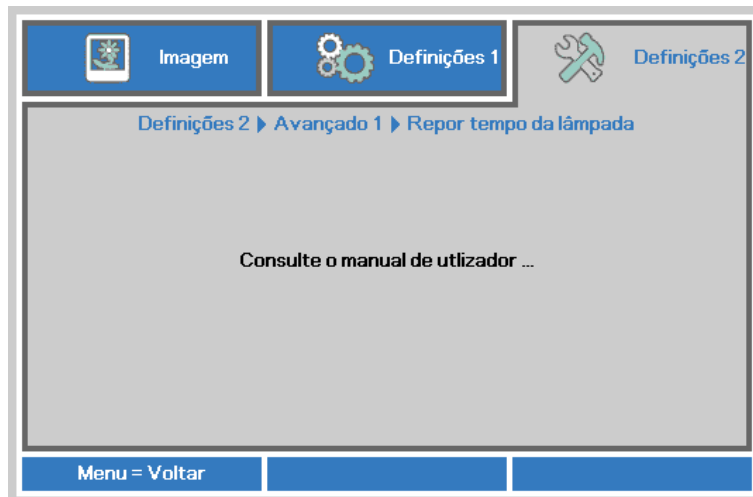 Imagem
Definições 1
Definições 2
Definições 2 ▶ Avançado 1 ▶ Repor tempo da lâmpada
Consulte o manual de utlizador ...
Menu = Voltar